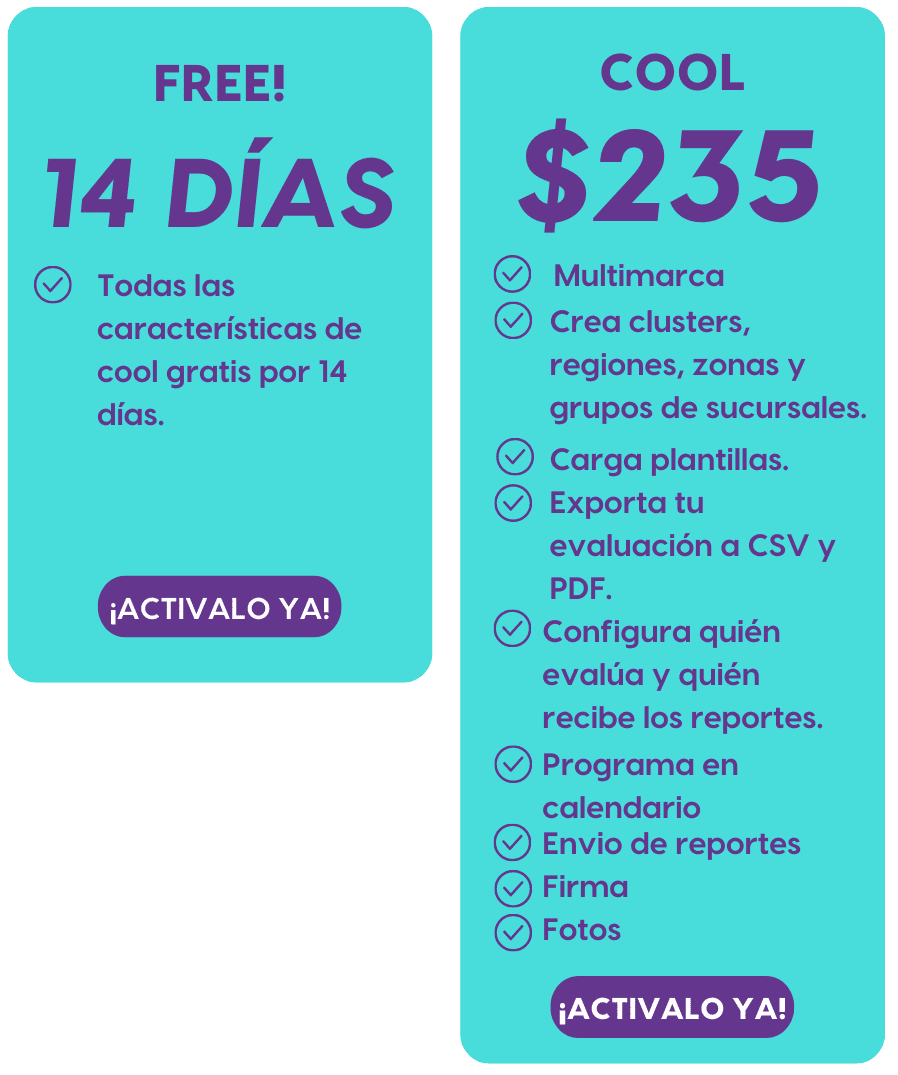 FREE!
14 DÍAS
Todas las
características de
cool gratis por 14
días.
¡ACTIVALO YA!
COOL
$235
Multimarca
Crea clusters,
regiones, zonas y
grupos de sucursales.
Carga plantillas.
Exporta tu
evaluación a CSV y
PDF.
Configura quién
evalúa y quién
recibe los reportes.
Programa en
calendario
Envio de reportes
Firma
Fotos
¡ACTIVALO YA!